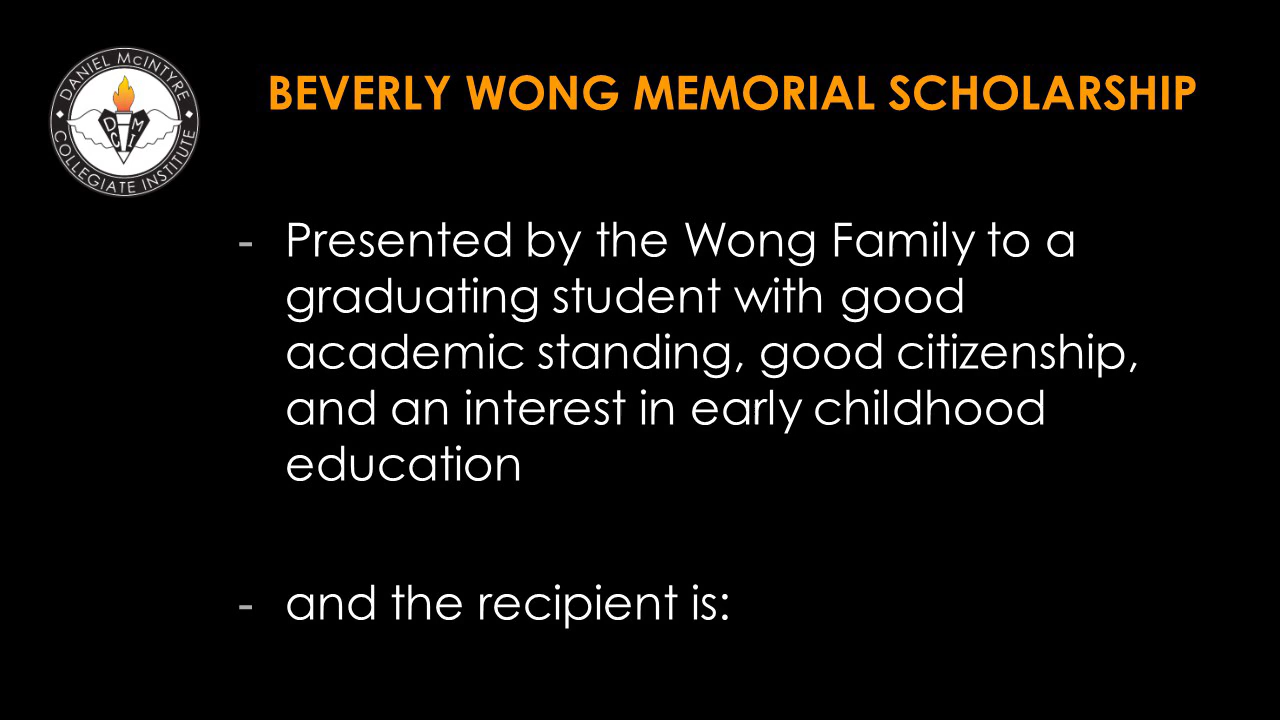 DANIEL McINTYRE
DMCI
COLLEGIATE INSTITUTE
BEVERLY WONG MEMORIAL SCHOLARSHIP
- Presented by the Wong Family to a
graduating student with good
academic standing, good citizenship,
and an interest in early childhood
education
- and the recipient is: